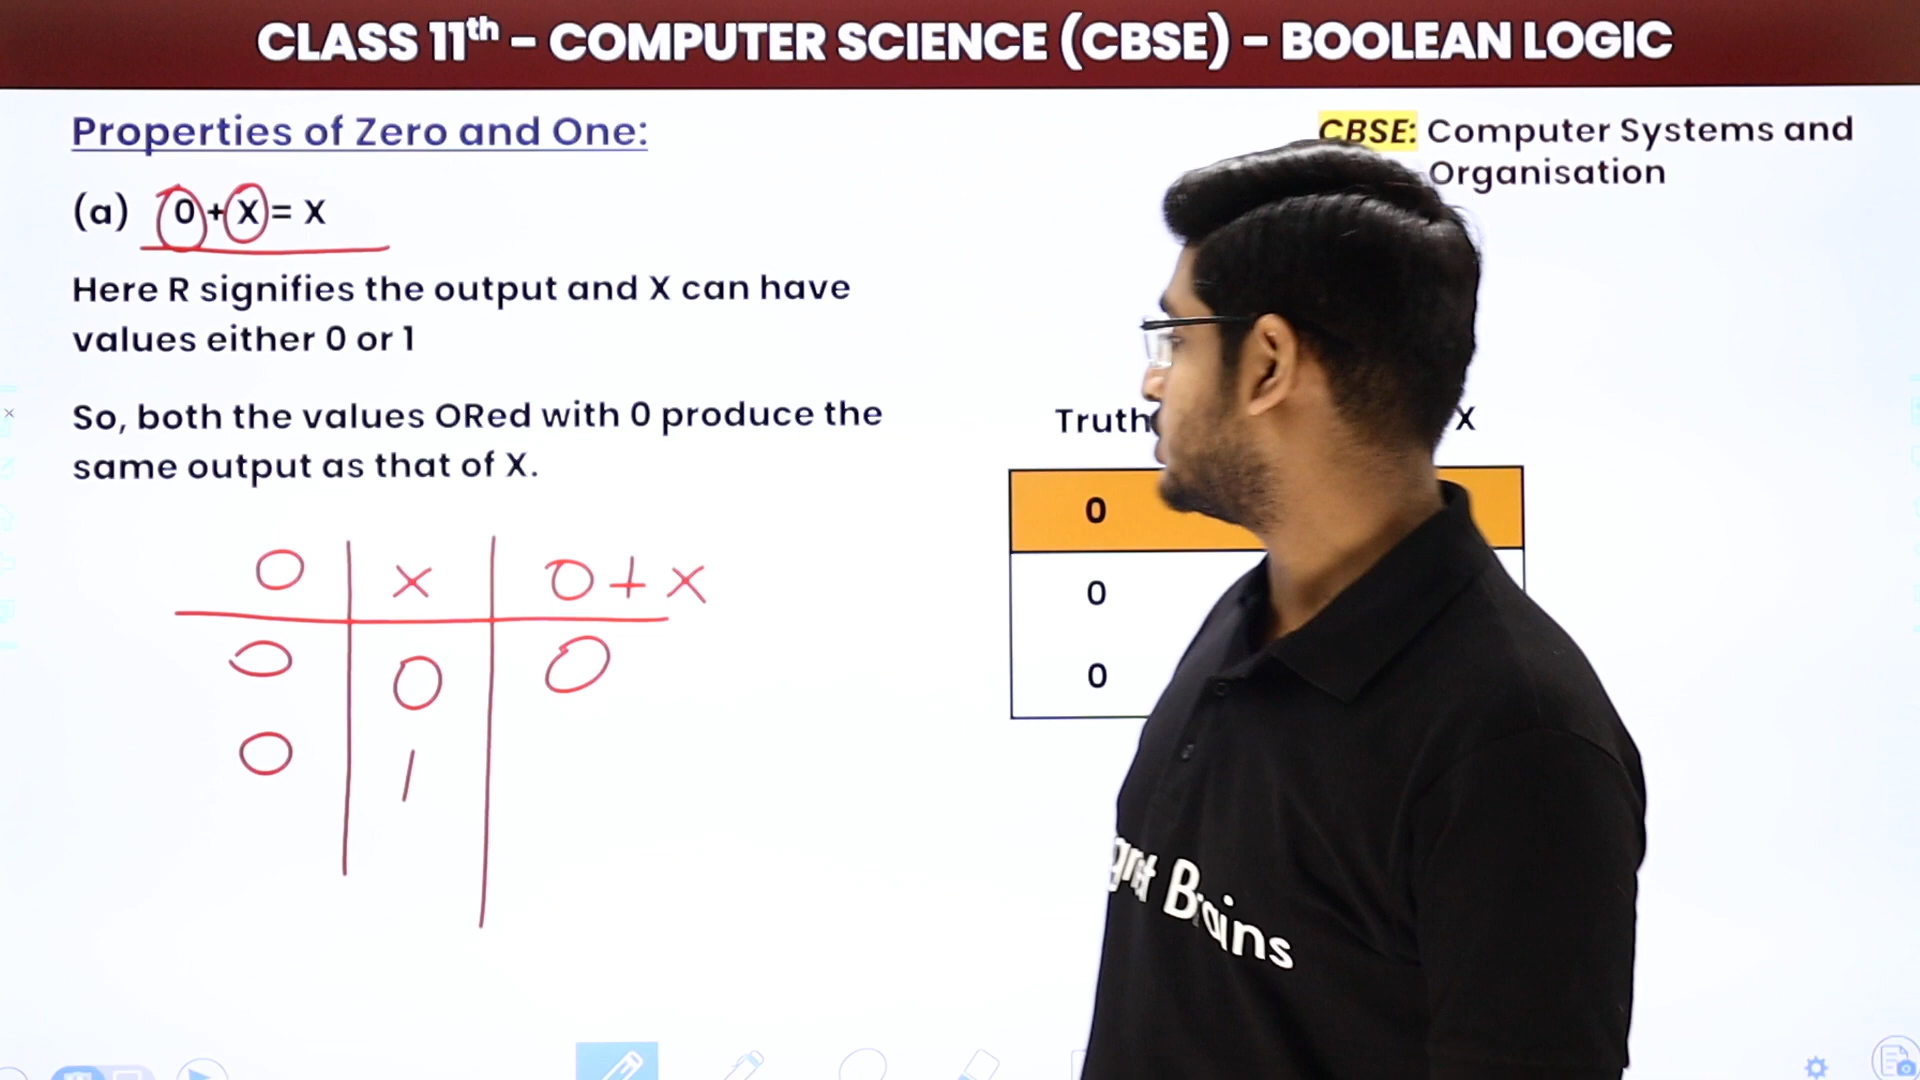 CLASS 11th - COMPUTER SCIENCE (CBSE) - BOOLEAN LOGIC
Properties of Zero and One:
CBSE: Computer Systems and
Organisation
(a) 0 + X = X
Here R signifies the output and X can have
values either 0 or 1
So, both the values ORed with 0 produce the
same output as that of X.
0 X 0 + X
0 0 0
0 1
Truth X
0
0
0
Brains